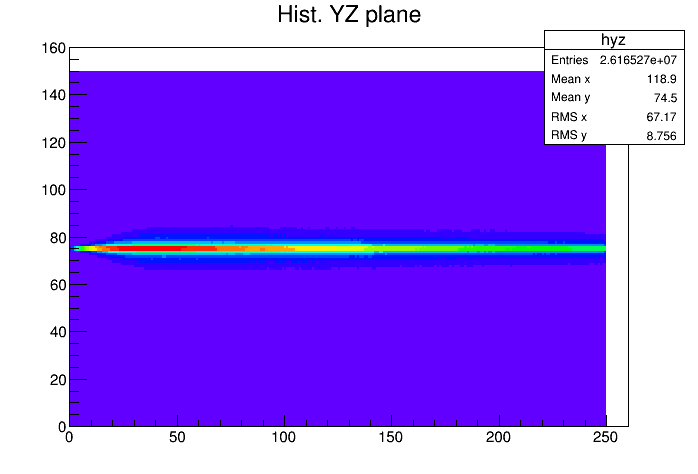 Hist. YZ plane
hyz
Entries 2.616527e+07
Mean x 118.9
Mean y 74.5
RMS x 67.17
RMS y 8.756
160
140
120
100
80
60
40
20
0
0 50 100 150 200 250